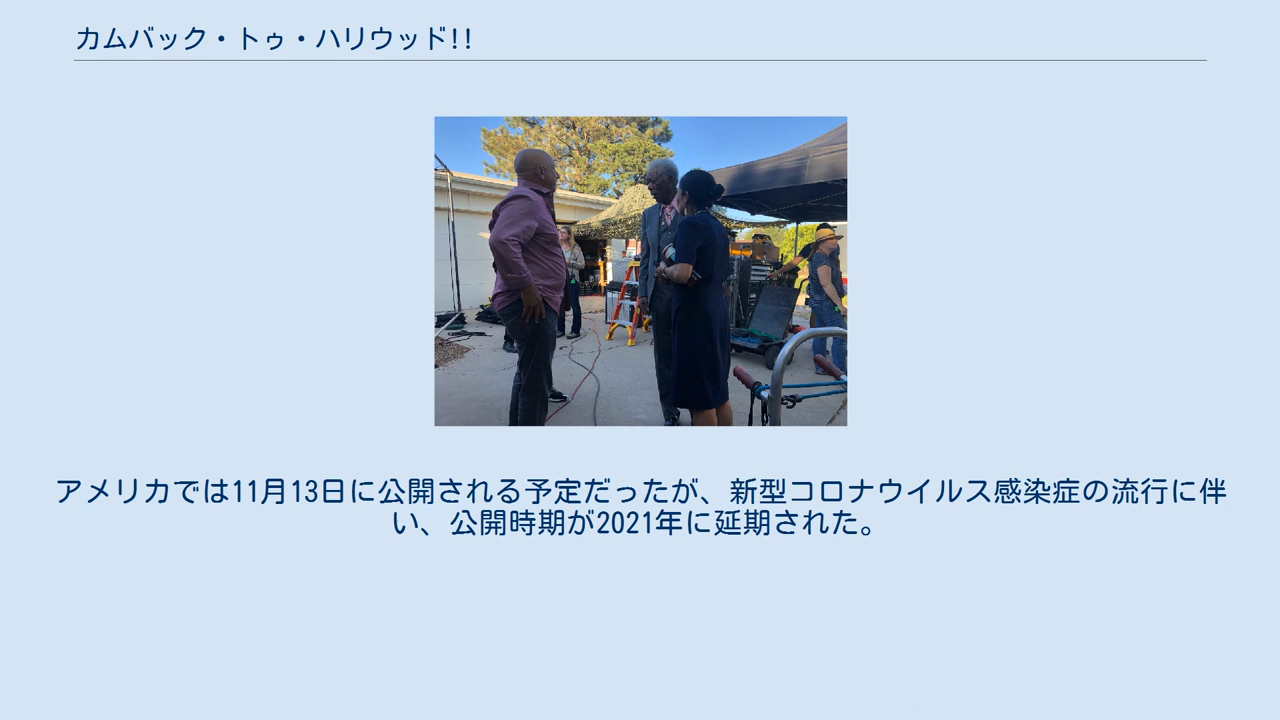 カムバック・トゥ・ハリウッド!!
アメリカでは11月13日に公開される予定だったが、新型コロナウイルス感染症の流行に伴
い、公開時期が2021年に延期された。